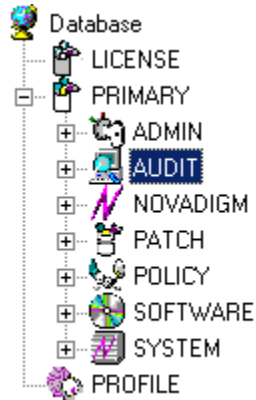 Database
LICENSE
PRIMARY
ADMIN
AUDIT
NOVADIGM
PATCH
POLICY
SOFTWARE
SYSTEM
PROFILE